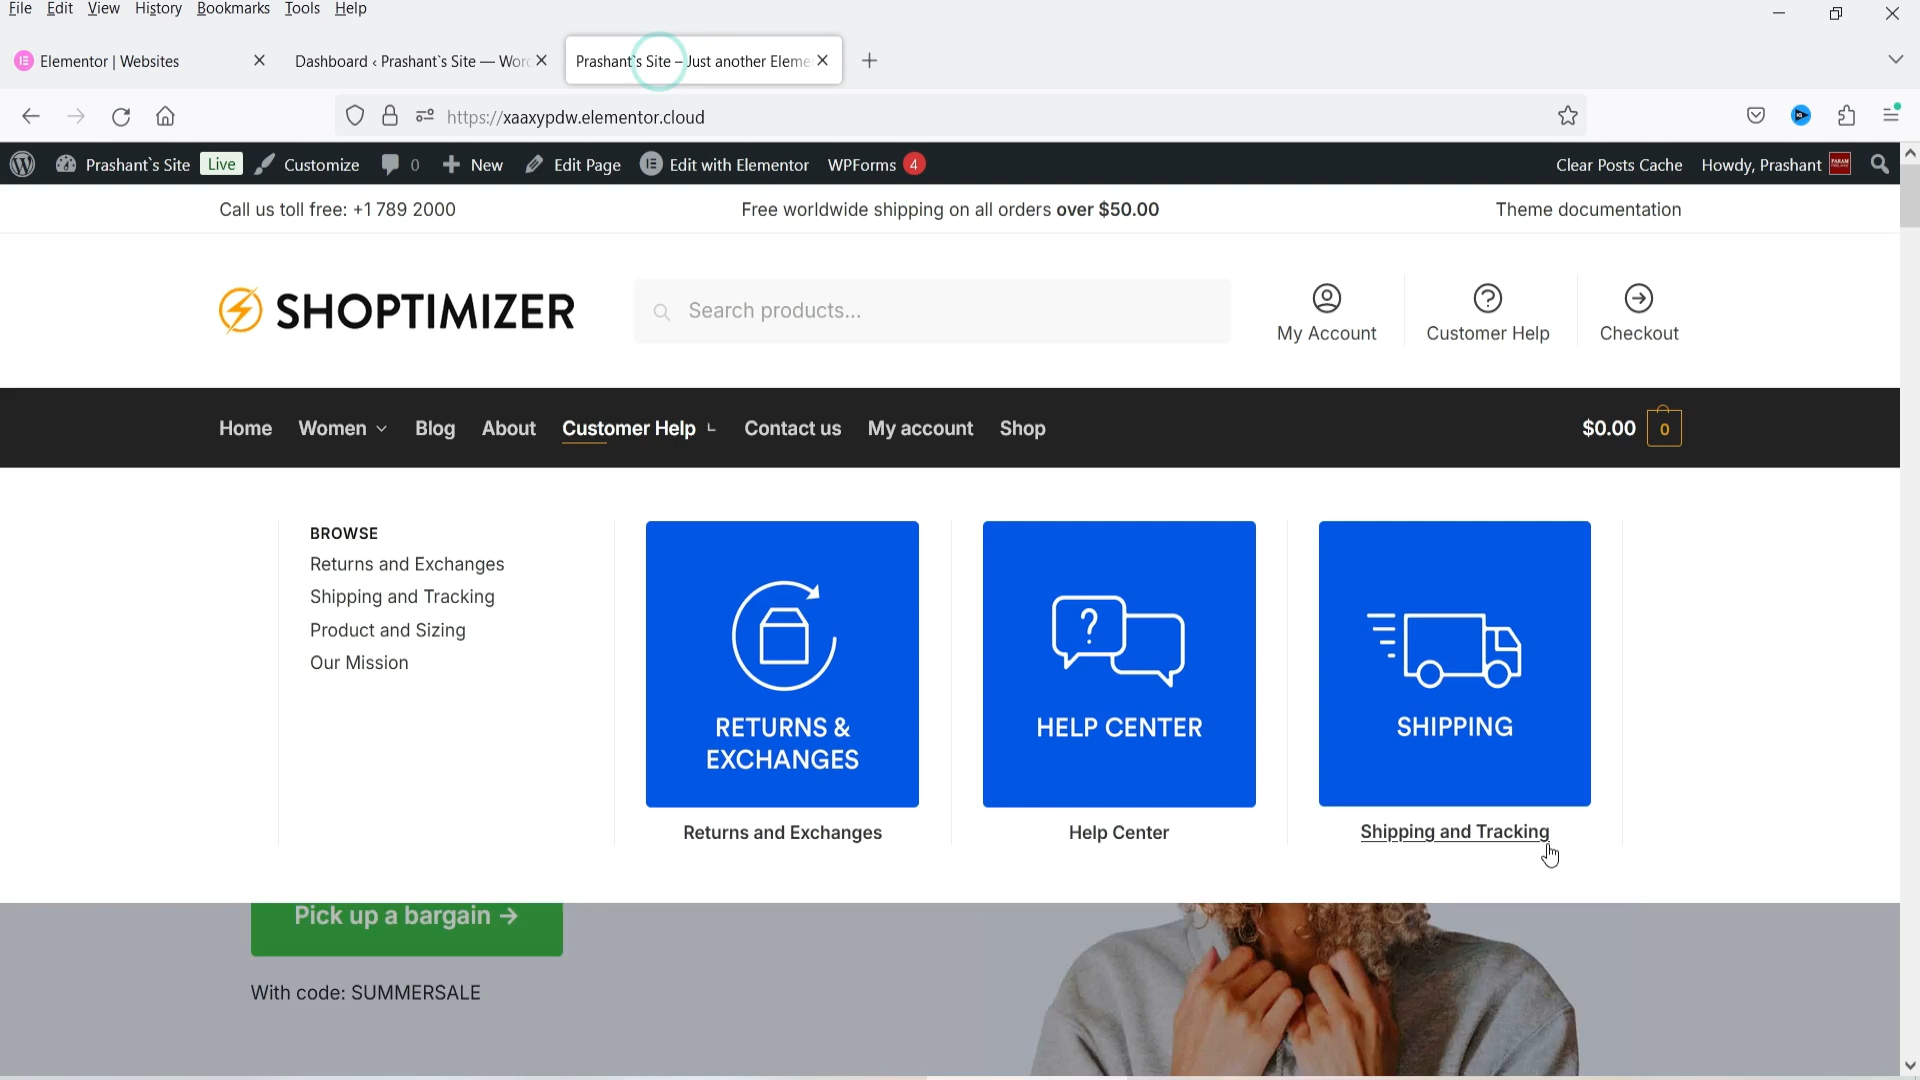 File Edit View History Bookmarks Tools Help
Elementor | Websites
Dashboard ‹ Prashant`s Site — Wor
Prashant`s Site – Just another Eleme
https://xaaxypdw.elementor.cloud
Prashant`s Site Live Customize 0 New Edit Page Edit with Elementor WPForms 4 Clear Posts Cache Howdy, Prashant
Call us toll free: +1 789 2000 Free worldwide shipping on all orders over $50.00 Theme documentation
SHOPTIMIZER
Search products...
My Account Customer Help Checkout
Home Women Blog About Customer Help Contact us My account Shop $0.00 0
BROWSE
Returns and Exchanges
Shipping and Tracking
Product and Sizing
Our Mission
RETURNS &
EXCHANGES
Returns and Exchanges
?
HELP CENTER
Help Center
SHIPPING
Shipping and Tracking
Pick up a bargain →
With code: SUMMERSALE